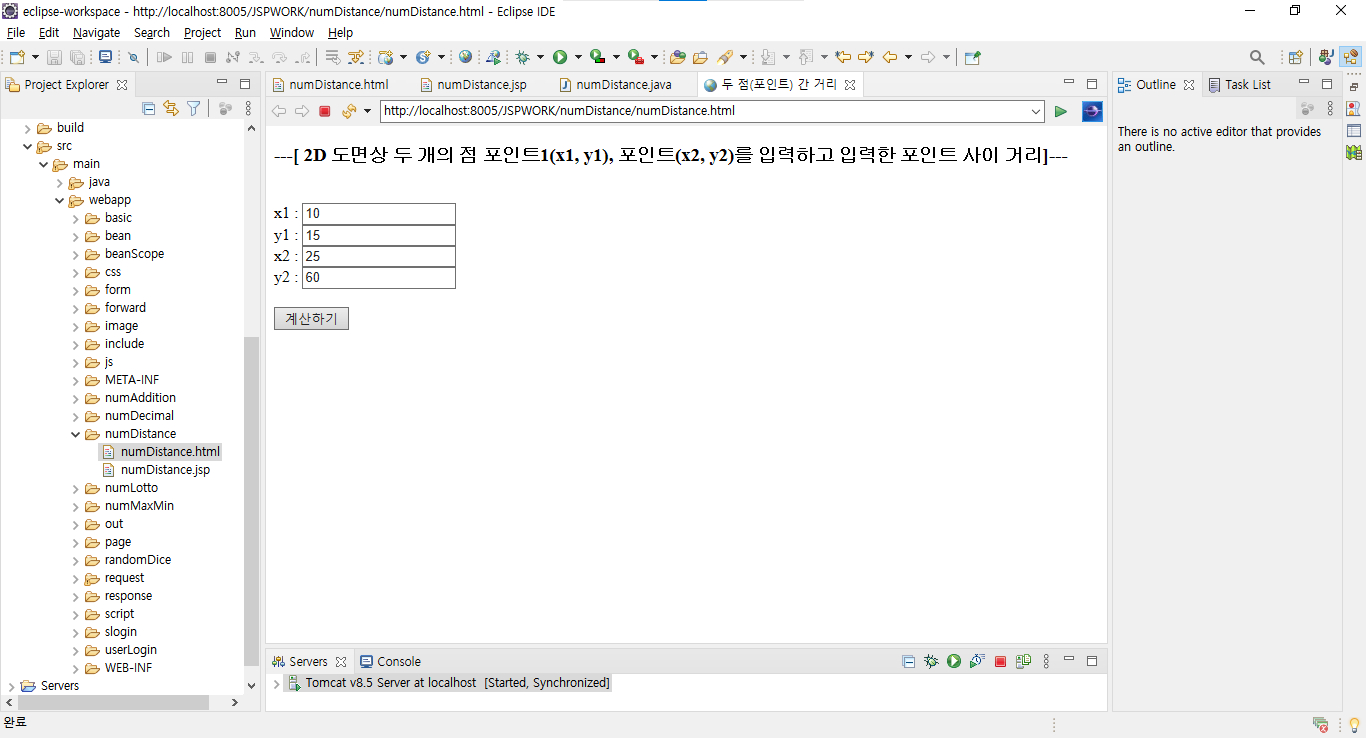 eclipse-workspace - http://localhost:8005/JSPWORK/numDistance/numDistance.html - Eclipse IDE
File Edit Navigate Search Project Run Window Help
Project Explorer
build
src
main
java
webapp
basic
bean
beanScope
css
form
forward
image
include
js
META-INF
numAddition
numDecimal
numDistance
numDistance.html
numDistance.jsp
numLotto
numMaxMin
out
page
randomDice
request
response
script
slogin
userLogin
WEB-INF
Servers
numDistance.html numDistance.jsp numDistance.java 두 점(포인트) 간 거리
http://localhost:8005/JSPWORK/numDistance/numDistance.html
---[ 2D 도면상 두 개의 점 포인트1(x1, y1), 포인트(x2, y2)를 입력하고 입력한 포인트 사이 거리]---
x1 : 10
y1 : 15
x2 : 25
y2 : 60
계산하기
Servers Console
Tomcat v8.5 Server at localhost [Started, Synchronized]
Outline Task List
There is no active editor that provides
an outline.
완료